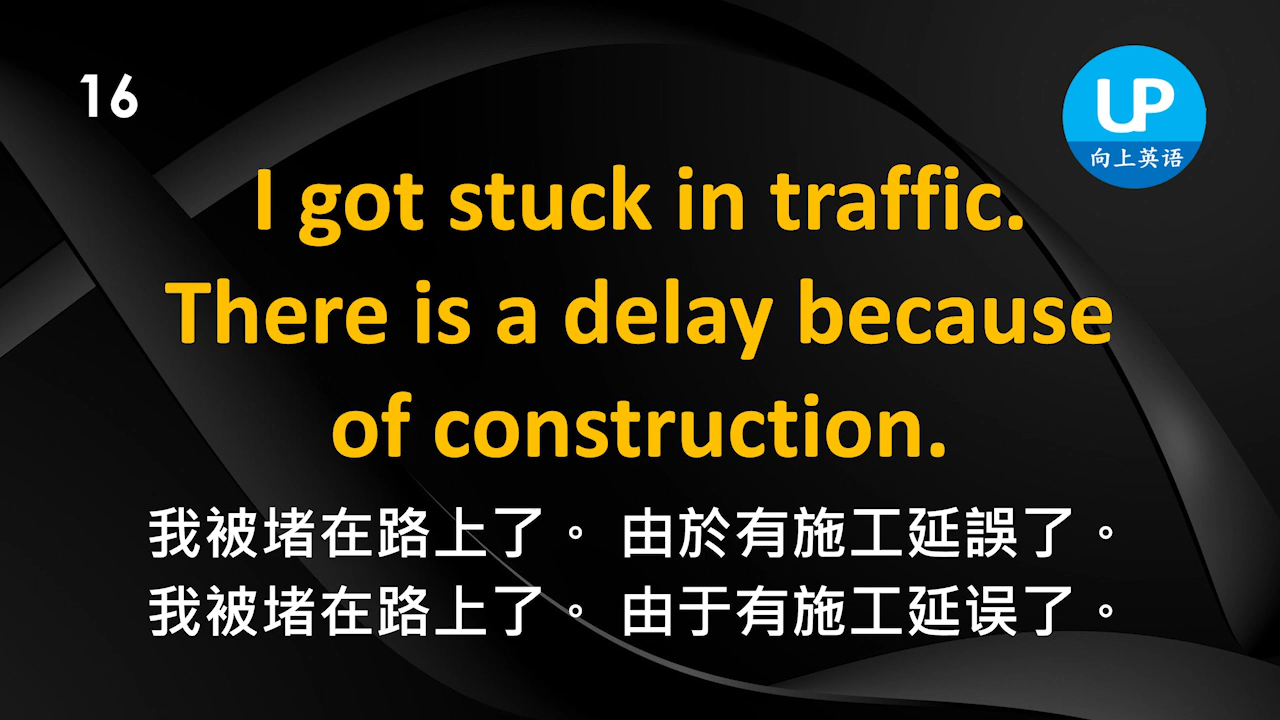 16
UP
向上英语
I got stuck in traffic.
There is a delay because
of construction.
我被堵在路上了。 由於有施工延誤了。
我被堵在路上了。 由于有施工延误了。